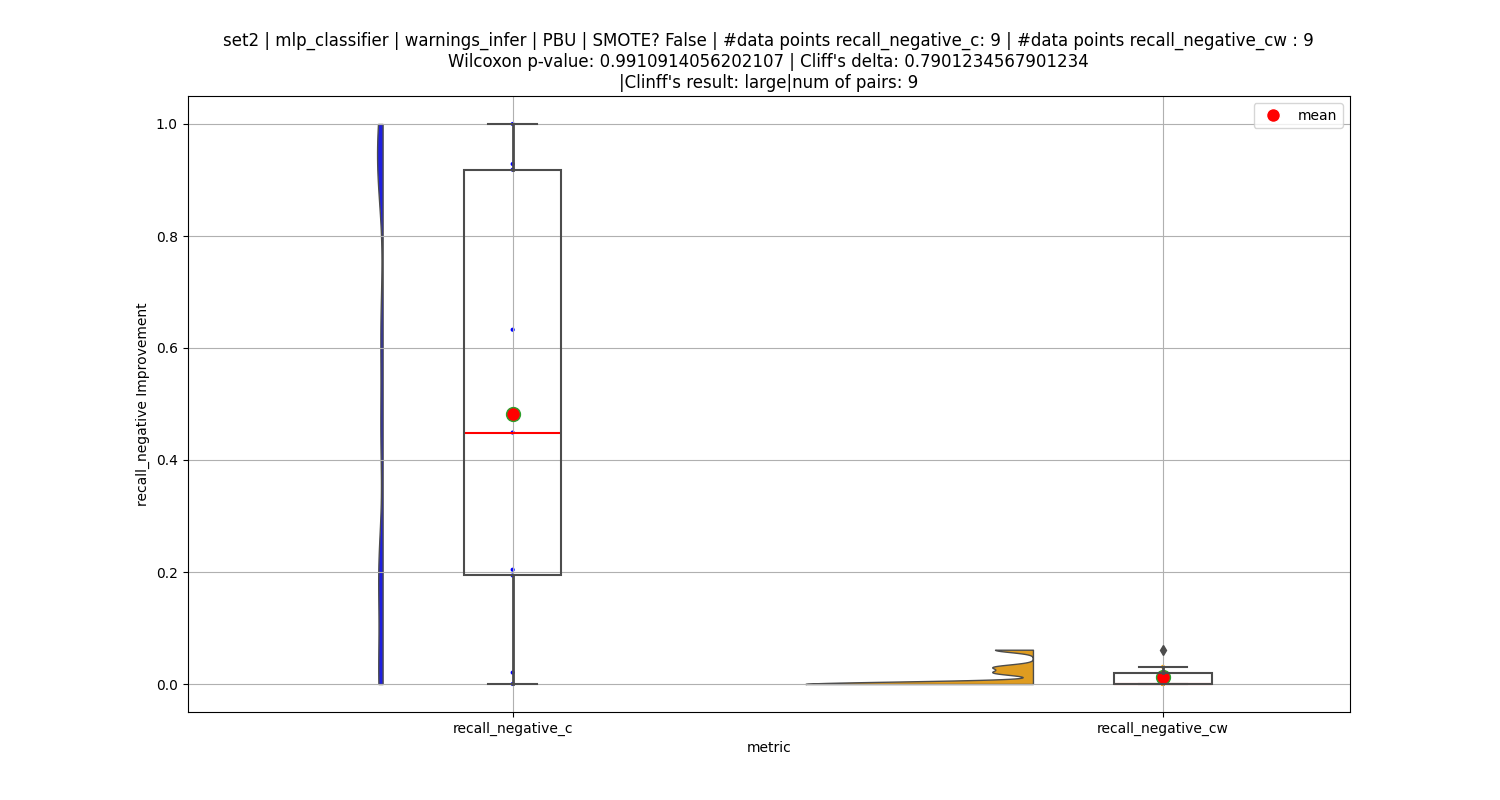 set2 | mlp_classifier | warnings_infer | PBU | SMOTE? False | #data points recall_negative_c: 9 | #data points recall_negative_cw : 9
Wilcoxon p-value: 0.9910914056202107 | Cliff's delta: 0.7901234567901234
|Clinff's result: large|num of pairs: 9
mean
1.0
0.8
0.6
0.4
0.2
0.0
recall_negative Improvement
recall_negative_c
recall_negative_cw
metric